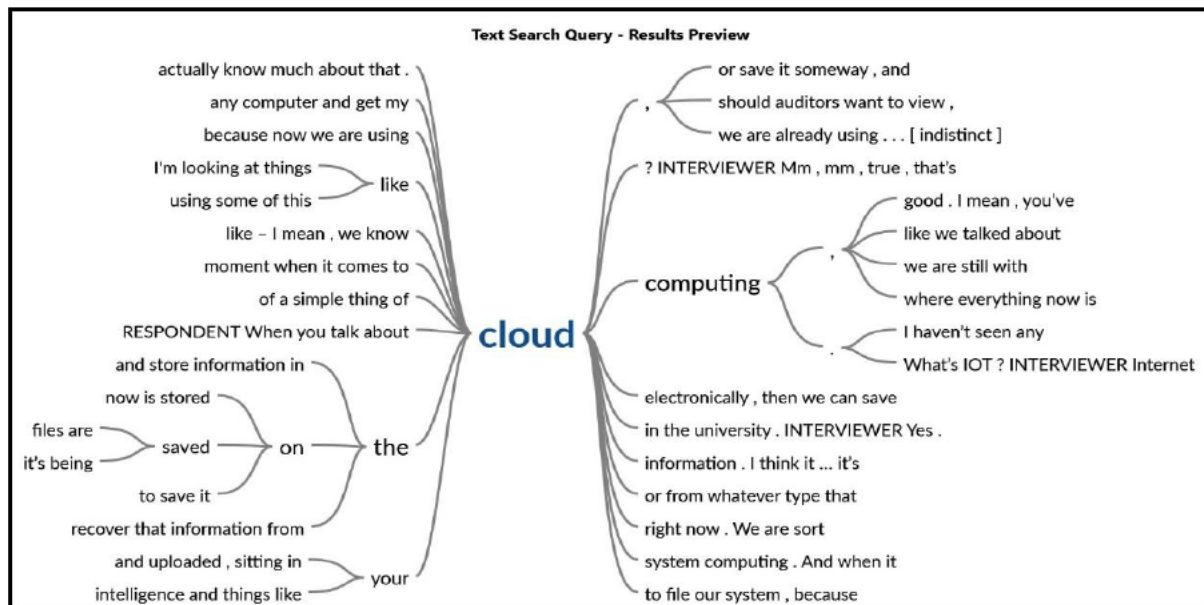 Text Search Query - Results Preview
actually know much about that .
any computer and get my
because now we are using
I'm looking at things
using some of this
like
like – I mean , we know
moment when it comes to
of a simple thing of
RESPONDENT When you talk about
and store information in
now is stored
files are
it's being
saved
on
the
to save it
recover that information from
and uploaded , sitting in
intelligence and things like
your
cloud
,
or save it someway , and
should auditors want to view ,
we are already using . . . [ indistinct ]
? INTERVIEWER Mm , mm , true , that's
computing
,
good . I mean , you've
like we talked about
we are still with
where everything now is
.
I haven't seen any
What's IOT ? INTERVIEWER Internet
electronically , then we can save
in the university . INTERVIEWER Yes .
information . I think it ... it's
or from whatever type that
right now . We are sort
system computing . And when it
to file our system , because